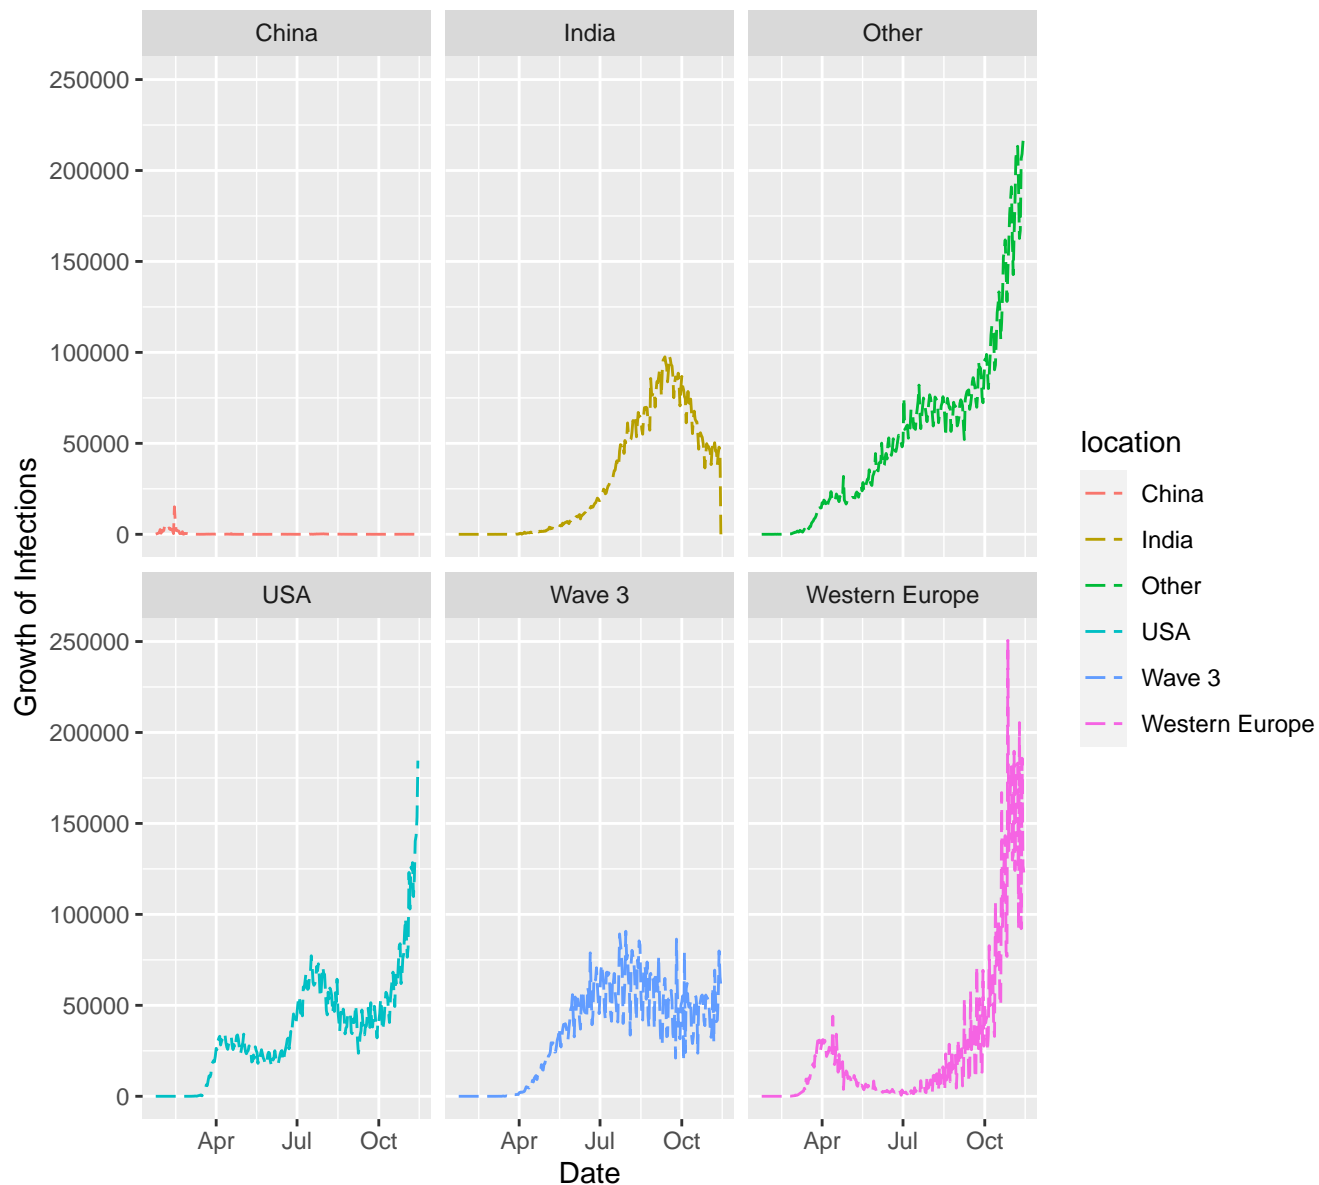 China
India
Other
250000
200000
150000
100000
50000
0
USA
Wave 3
Western Europe
250000
200000
150000
100000
50000
0
Apr
Jul
Oct
Apr
Jul
Oct
Apr
Jul
Oct
Date
Growth of Infections
location
China
India
Other
USA
Wave 3
Western Europe